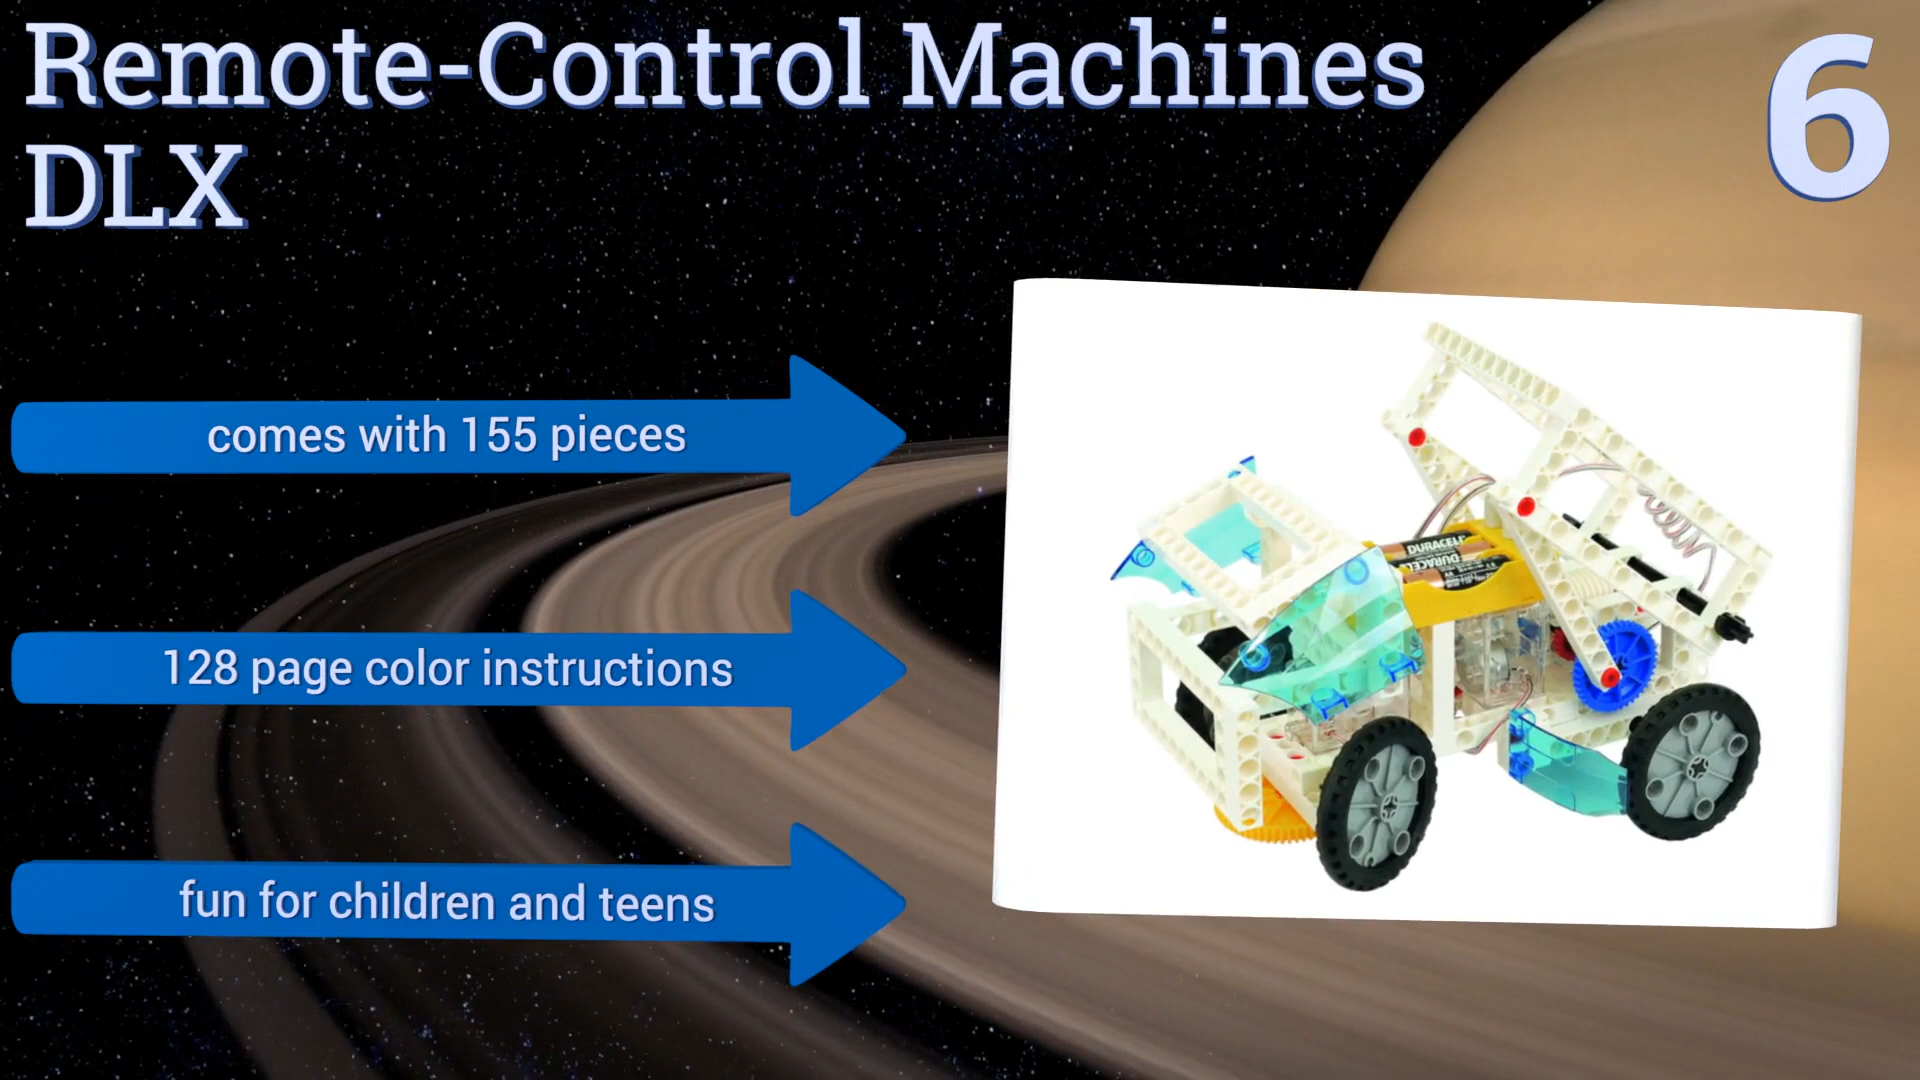 Remote-Control Machines
DLX
6
comes with 155 pieces
128 page color instructions
fun for children and teens
DURACELL
DURACELL